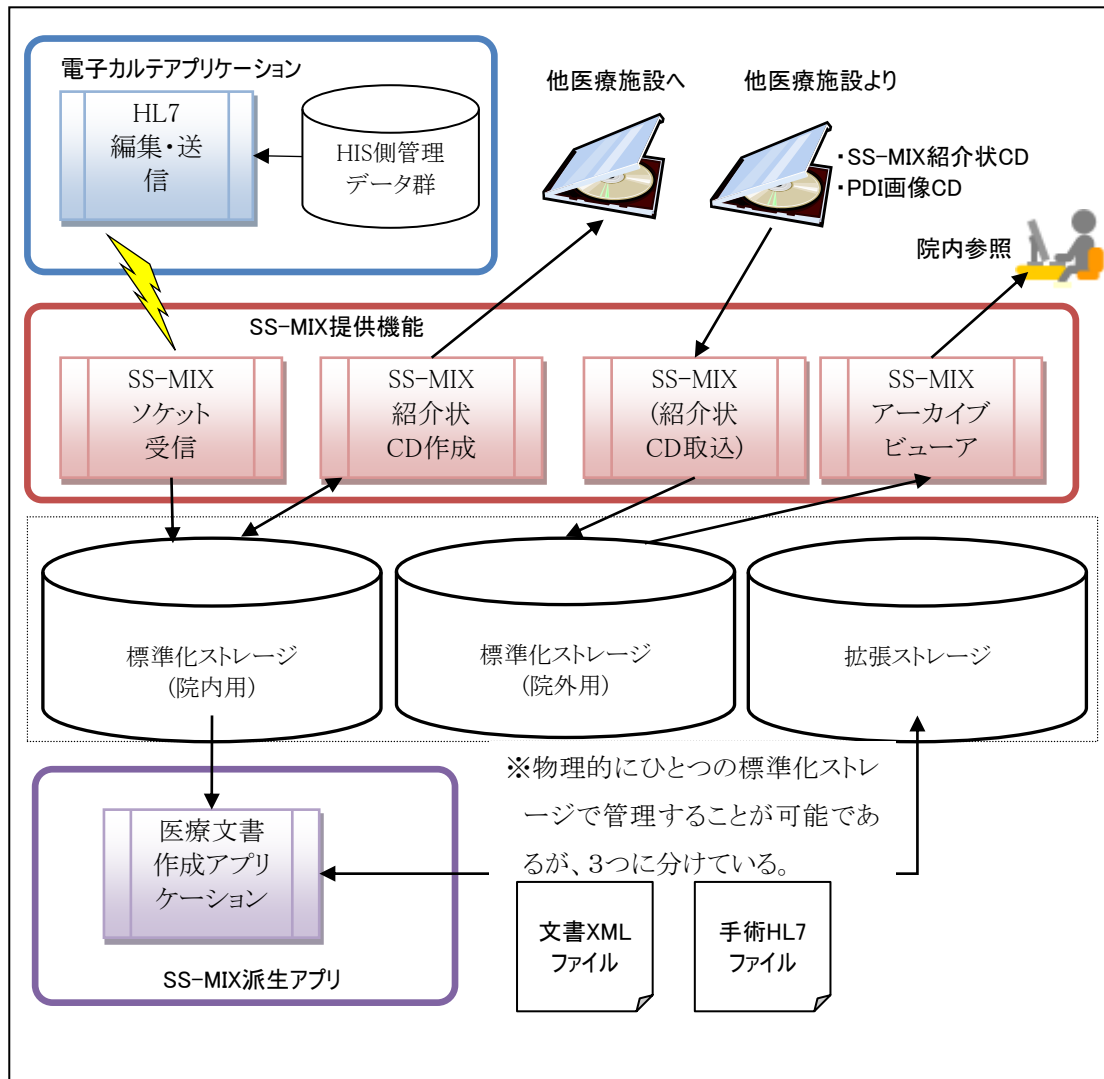 電子カルテアプリケーション
HL7
編集・送
信
HIS側管理
データ群
他医療施設へ
他医療施設より
・SS-MIX紹介状CD
・PDI画像CD
院内参照
SS-MIX提供機能
SS-MIX
ソケット
受信
SS-MIX
紹介状
CD作成
SS-MIX
(紹介状
CD取込)
SS-MIX
アーカイブ
ビューア
標準化ストレージ
(院内用)
標準化ストレージ
(院外用)
拡張ストレージ
※物理的にひとつの標準化ストレ
ージで管理することが可能であ
るが、3つに分けている。
医療文書
作成アプリ
ケーション
SS-MIX派生アプリ
文書XML
ファイル
手術HL7
ファイル